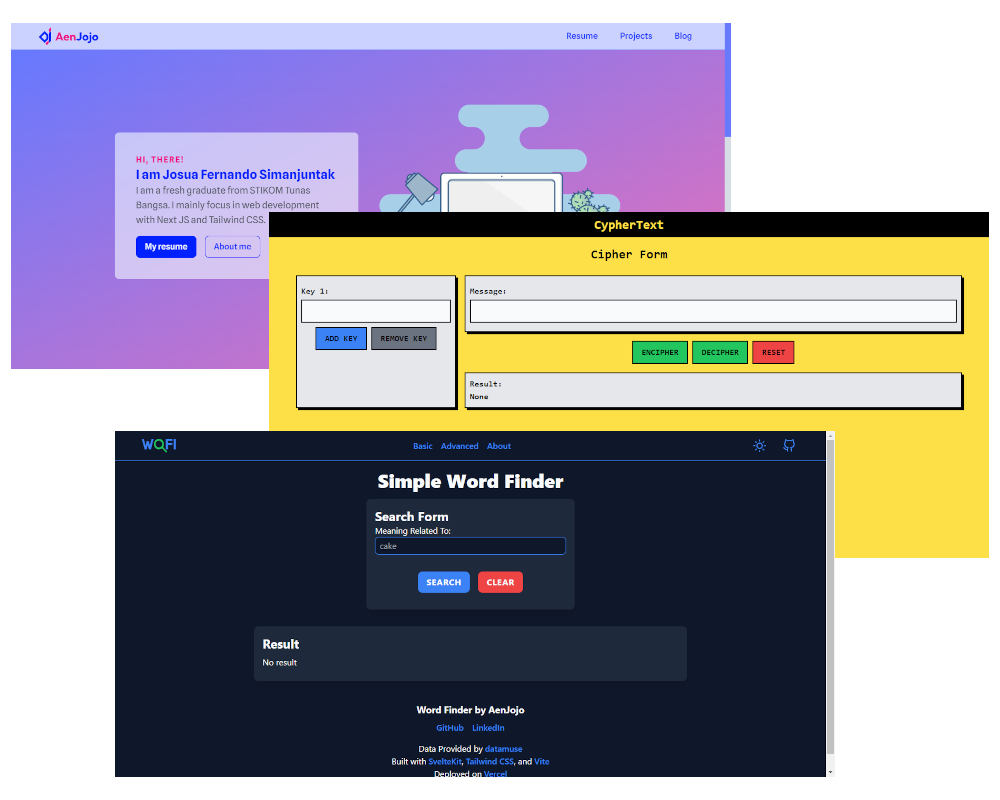 AenJojo
Resume Projects Blog
HI, THERE!
I am Josua Fernando Simanjuntak
I am a fresh graduate from STIKOM Tunas
Bangsa. I mainly focus in web development
with Next JS and Tailwind CSS.
My resume About me
CypherText
Cipher Form
Key 1:
ADD KEY REMOVE KEY
Message:
ENCIPHER DECIPHER RESET
Result:
None
WQFI
Basic Advanced About
Simple Word Finder
Search Form
Meaning Related To:
cake
SEARCH CLEAR
Result
No result
Word Finder by AenJojo
GitHub LinkedIn
Data Provided by datamuse
Built with SvelteKit, Tailwind CSS, and Vite
Deployed on Vercel